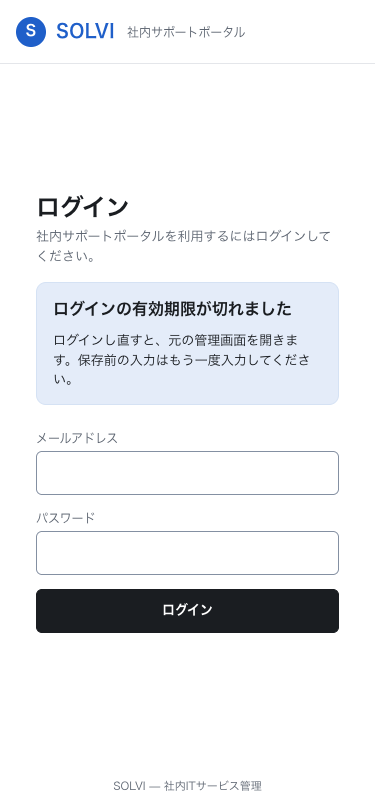 S SOLVI 社内サポートポータル
ログイン
社内サポートポータルを利用するにはログインして
ください。
ログインの有効期限が切れました
ログインし直すと、元の管理画面を開きま
す。保存前の入力はもう一度入力してくださ
い。
メールアドレス
パスワード
ログイン
SOLVI — 社内ITサービス管理